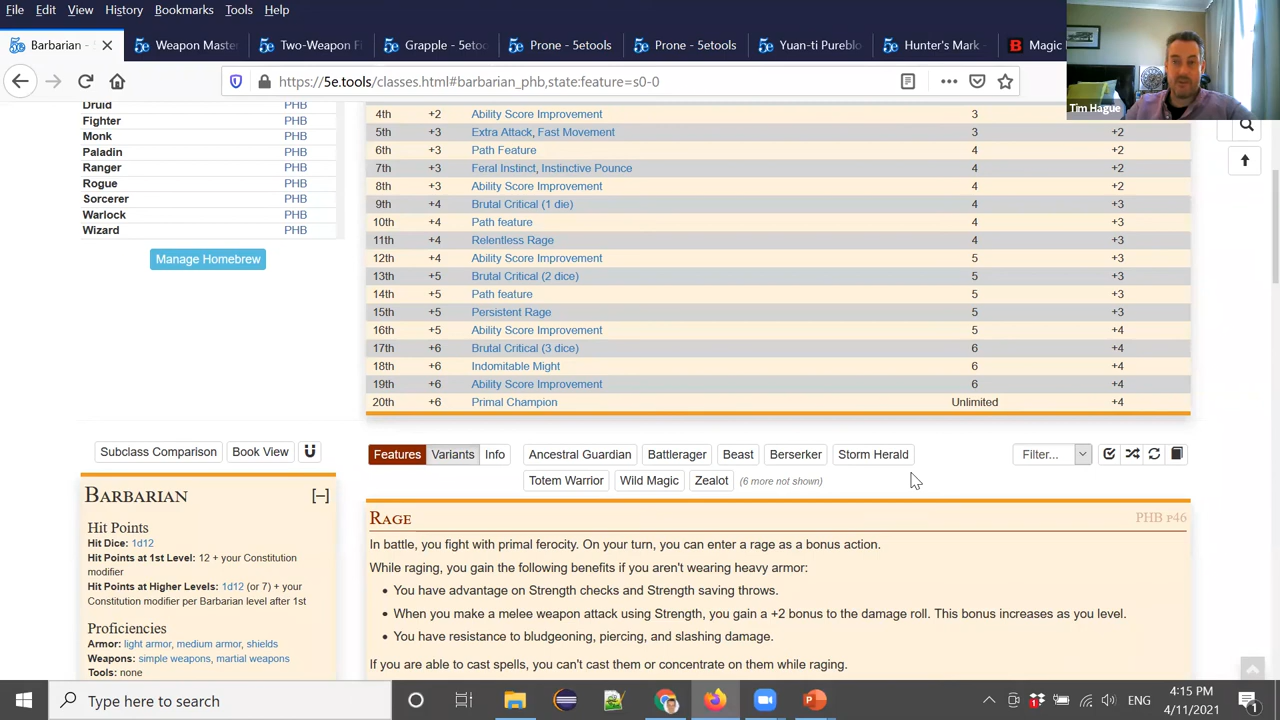 File Edit View History Bookmarks Tools Help
Barbarian - Weapon Master Two-Weapon F Grapple - 5eto Prone - 5etools Prone - 5etools Yuan-ti Pureblo Hunter's Mark - Magic
https://5e.tools/classes.html#barbarian_phb,state:feature=s0-0
Tim Hague
Druid PHB
Fighter PHB
Monk PHB
Paladin PHB
Ranger PHB
Rogue PHB
Sorcerer PHB
Warlock PHB
Wizard PHB
Manage Homebrew
4th +2 Ability Score Improvement 3
5th +3 Extra Attack, Fast Movement 4 +2
6th +3 Path Feature 4 +2
7th +3 Feral Instinct, Instinctive Pounce 4 +2
8th +3 Ability Score Improvement 4 +2
9th +4 Brutal Critical (1 die) 4 +3
10th +4 Path feature 4 +3
11th +4 Relentless Rage 4 +3
12th +4 Ability Score Improvement 5 +3
13th +5 Brutal Critical (2 dice) 5 +3
14th +5 Path feature 5 +3
15th +5 Persistent Rage 5 +3
16th +5 Ability Score Improvement 5 +4
17th +6 Brutal Critical (3 dice) 6 +4
18th +6 Indomitable Might 6 +4
19th +6 Ability Score Improvement 6 +4
20th +6 Primal Champion Unlimited +4
Subclass Comparison Book View
Features Variants Info Ancestral Guardian Battlerager Beast Berserker Storm Herald Filter...
Totem Warrior Wild Magic Zealot (6 more not shown)
BARBARIAN [−]
Hit Points
Hit Dice: 1d12
Hit Points at 1st Level: 12 + your Constitution
modifier
Hit Points at Higher Levels: 1d12 (or 7) + your
Constitution modifier per Barbarian level after 1st
Proficiencies
Armor: light armor, medium armor, shields
Weapons: simple weapons, martial weapons
Tools: none
RAGE PHB p46
In battle, you fight with primal ferocity. On your turn, you can enter a rage as a bonus action.
While raging, you gain the following benefits if you aren't wearing heavy armor:
• You have advantage on Strength checks and Strength saving throws.
• When you make a melee weapon attack using Strength, you gain a +2 bonus to the damage roll. This bonus increases as you level.
• You have resistance to bludgeoning, piercing, and slashing damage.
If you are able to cast spells, you can't cast them or concentrate on them while raging.
Type here to search
ENG
4:15 PM
4/11/2021